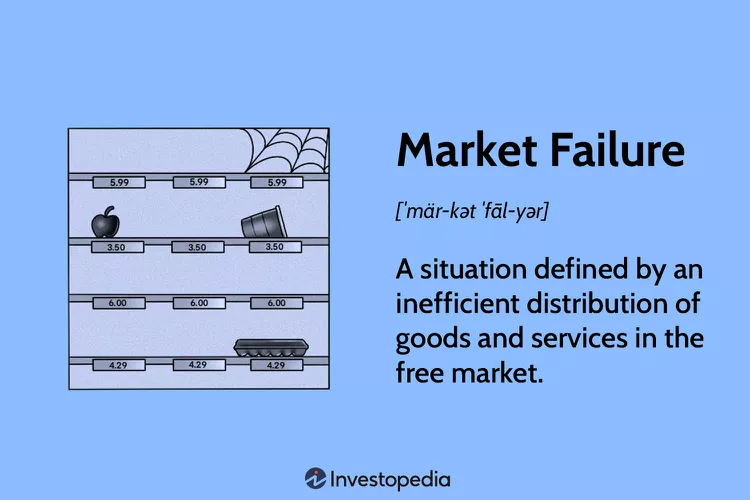 5.99 5.99 5.99
3.50 3.50 3.50
6.00 6.00 6.00
4.29 4.29 4.29
Market Failure
[ˈmär-kət ˈfāl-yər]
A situation defined by an
inefficient distribution of
goods and services in the
free market.
Investopedia